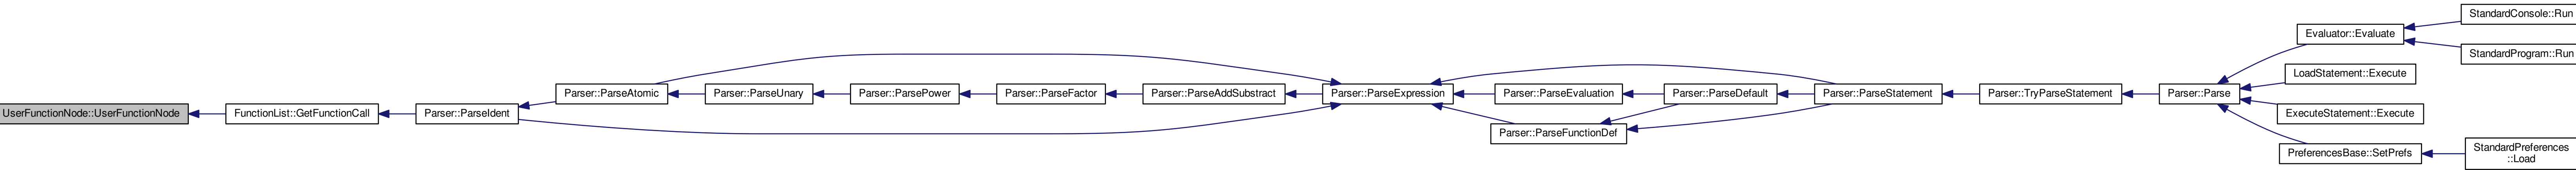 UserFunctionNode::UserFunctionNode
FunctionList::GetFunctionCall
Parser::ParseIdent
Parser::ParseAtomic
Parser::ParseUnary
Parser::ParsePower
Parser::ParseFactor
Parser::ParseAddSubstract
Parser::ParseExpression
Parser::ParseEvaluation
Parser::ParseFunctionDef
Parser::ParseDefault
Parser::ParseStatement
Parser::TryParseStatement
Parser::Parse
Evaluator::Evaluate
LoadStatement::Execute
ExecuteStatement::Execute
PreferencesBase::SetPrefs
StandardConsole::Run
StandardProgram::Run
StandardPreferences
::Load